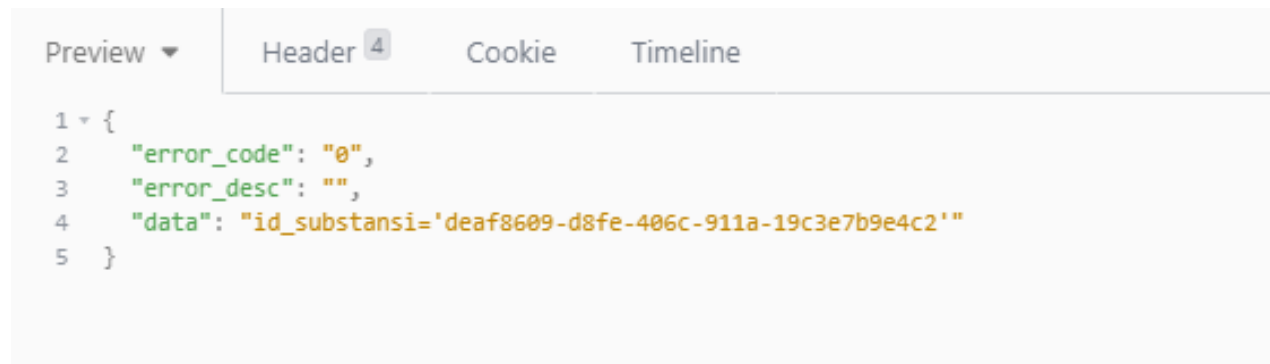 Preview Header 4 Cookie Timeline
1 {
2 "error_code": "0",
3 "error_desc": "",
4 "data": "id_substansi='deaf8609-d8fe-406c-911a-19c3e7b9e4c2'"
5 }